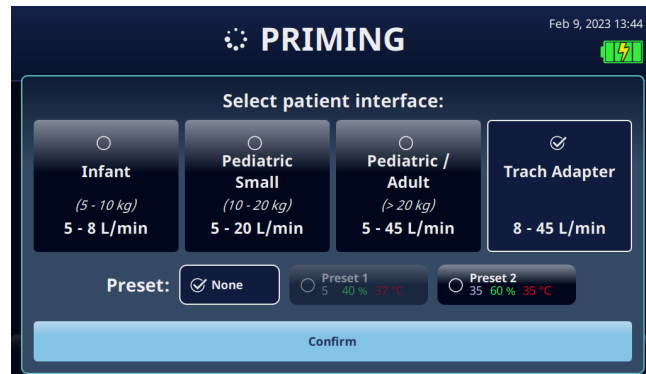 PRIMING
Feb 9, 2023 13:44
Select patient interface:
Infant
(5 - 10 kg)
5 - 8 L/min
Pediatric
Small
(10 - 20 kg)
5 - 20 L/min
Pediatric /
Adult
(> 20 kg)
5 - 45 L/min
Trach Adapter
8 - 45 L/min
Preset:
None
Preset 1
5 40 % 37 °C
Preset 2
35 60 % 35 °C
Confirm